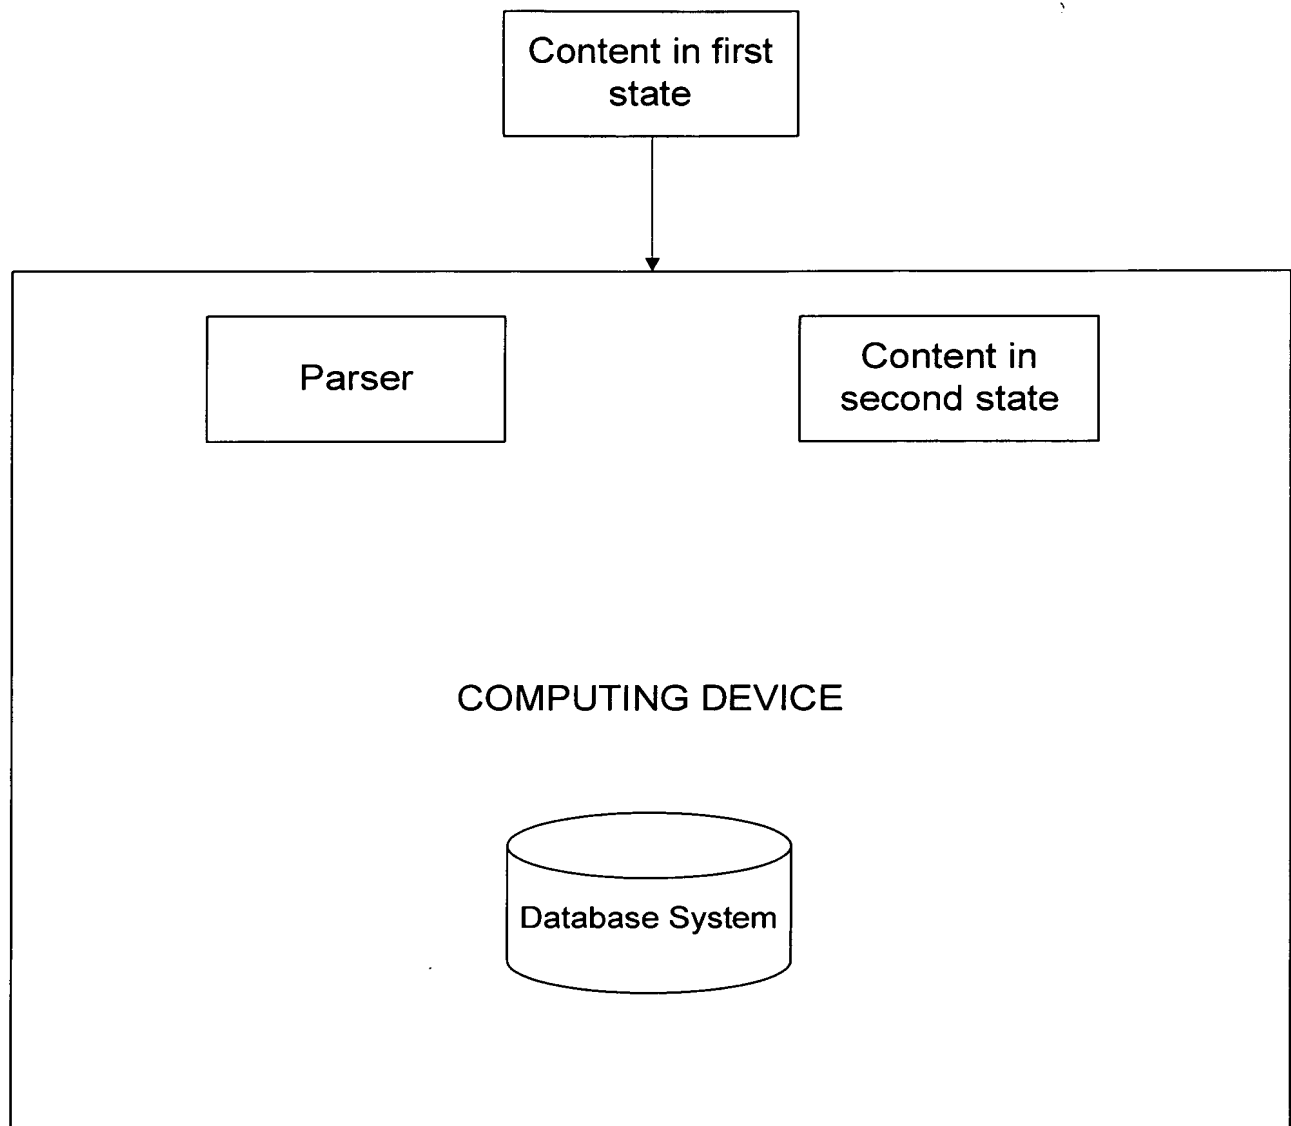 Content in first
state
Parser
Content in
second state
COMPUTING DEVICE
Database System